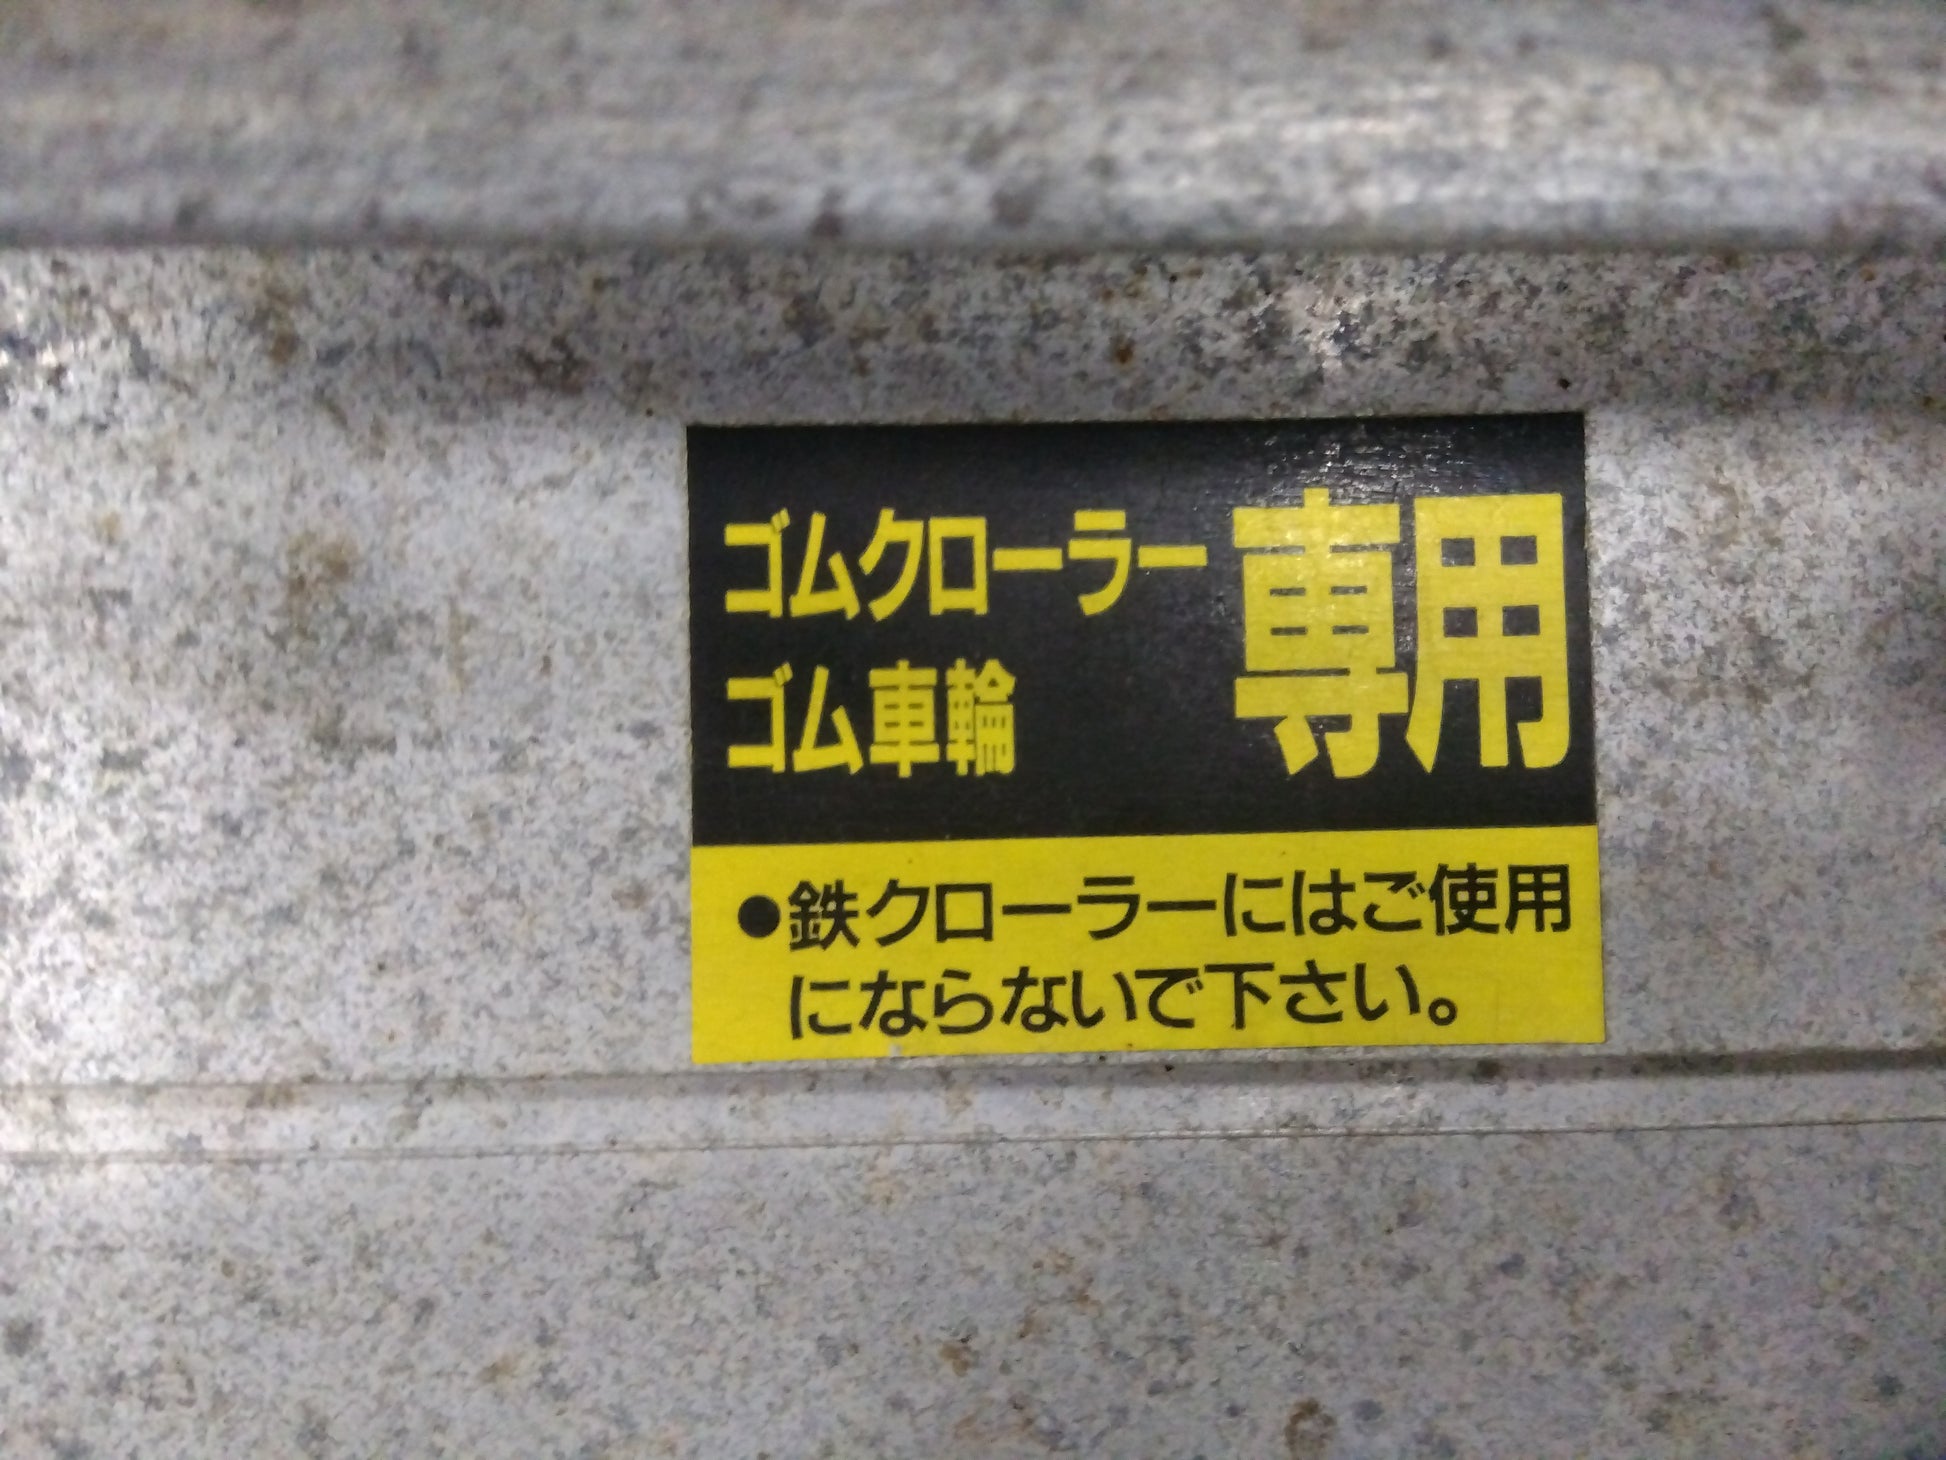 ゴムクローラー
ゴム車輪
専用
●鉄クローラーにはご使用
にならないで下さい。